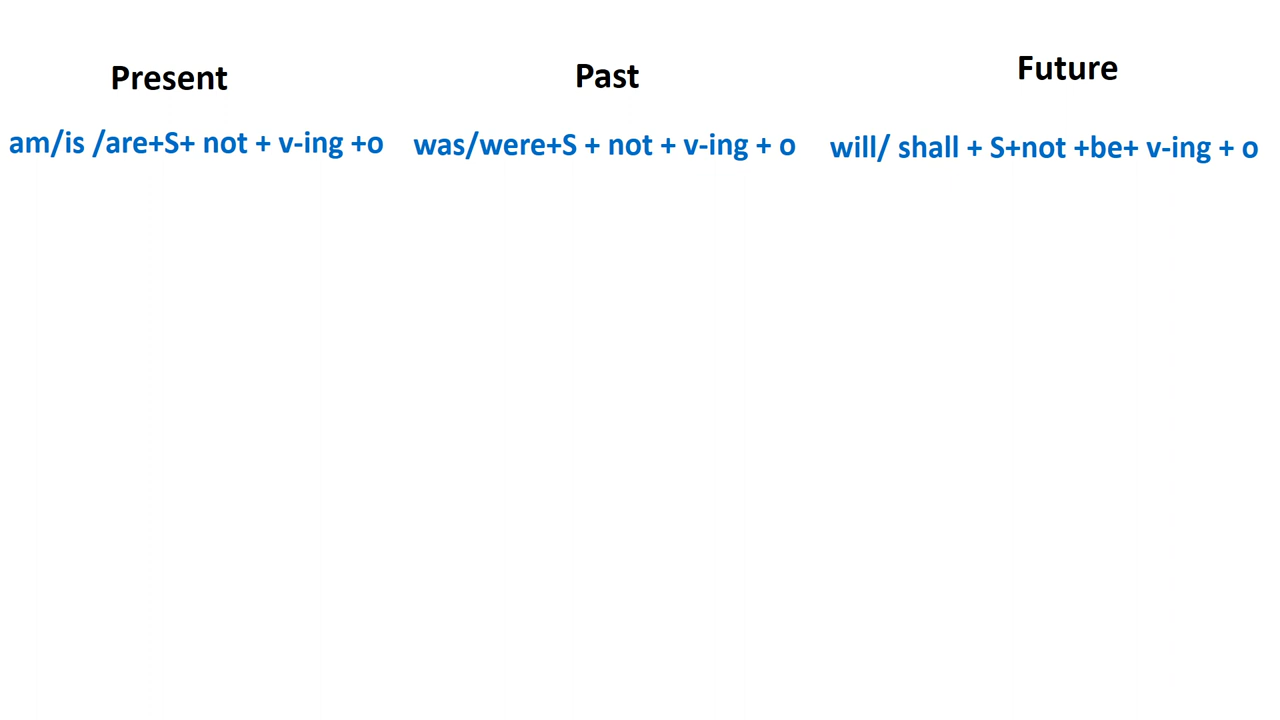 Present
Past
Future
am/is /are+S+ not + v-ing +o
was/were+S + not + v-ing + o
will/ shall + S+not +be+ v-ing + o